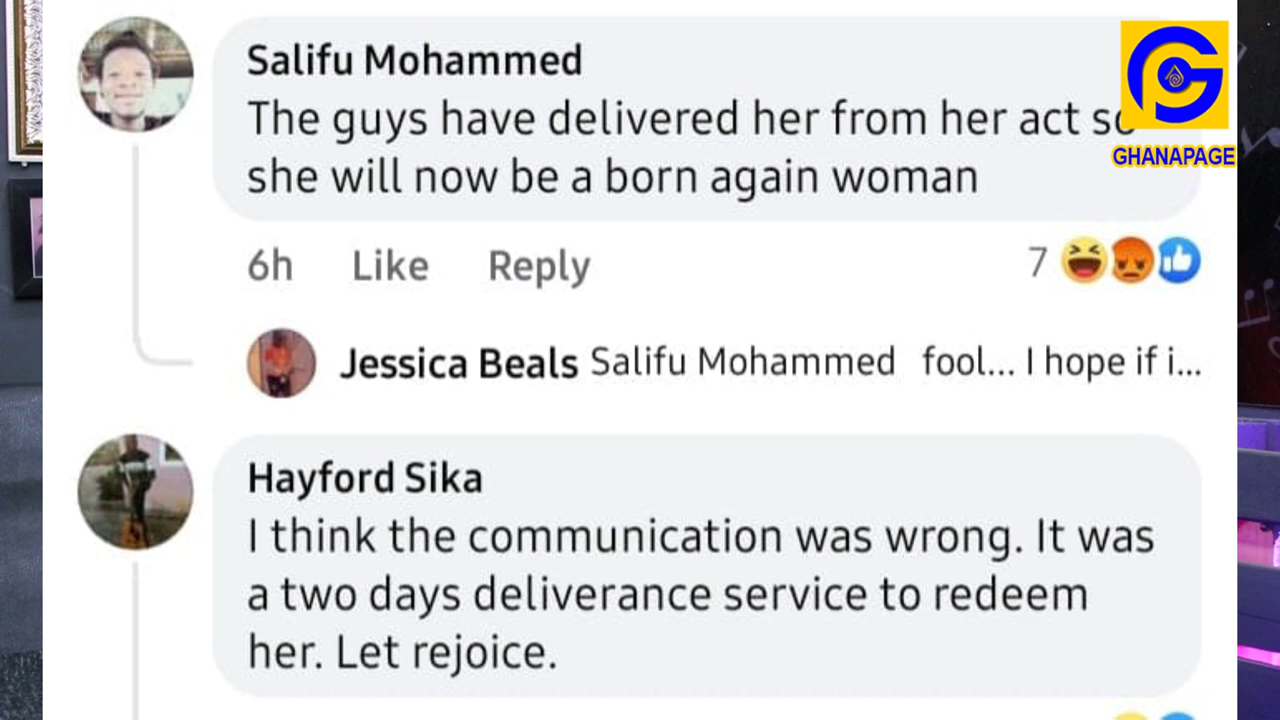 Salifu Mohammed
The guys have delivered her from her act so
she will now be a born again woman
GHANAPAGE
6h Like Reply 7
Jessica Beals Salifu Mohammed fool... I hope if i...
Hayford Sika
I think the communication was wrong. It was
a two days deliverance service to redeem
her. Let rejoice.